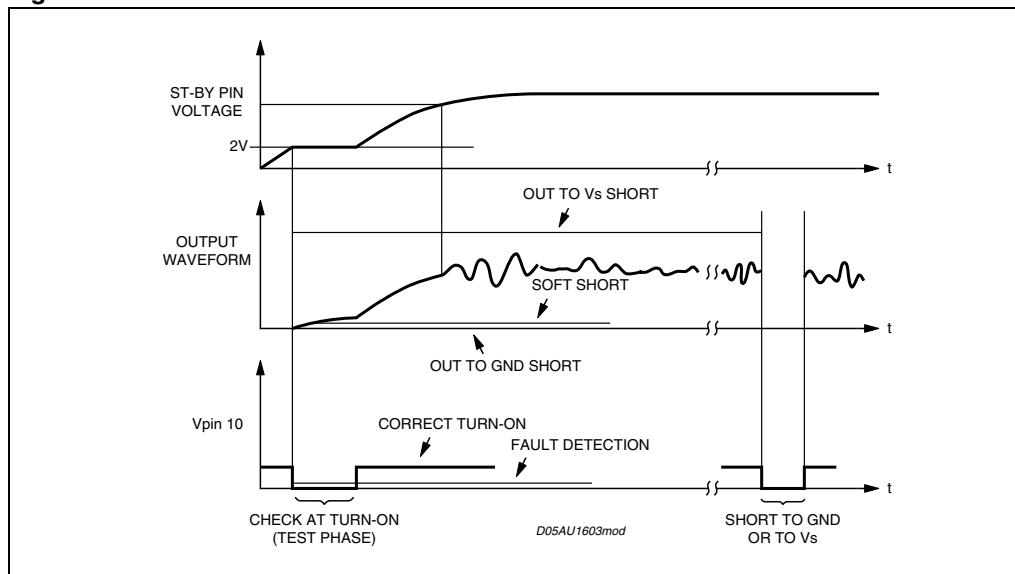 ST-BY PIN
VOLTAGE
2V
t
OUT TO Vs SHORT
OUTPUT
WAVEFORM
SOFT SHORT
t
OUT TO GND SHORT
Vpin 10
CORRECT TURN-ON
FAULT DETECTION
t
CHECK AT TURN-ON
(TEST PHASE)
D05AU1603mod
SHORT TO GND
OR TO Vs